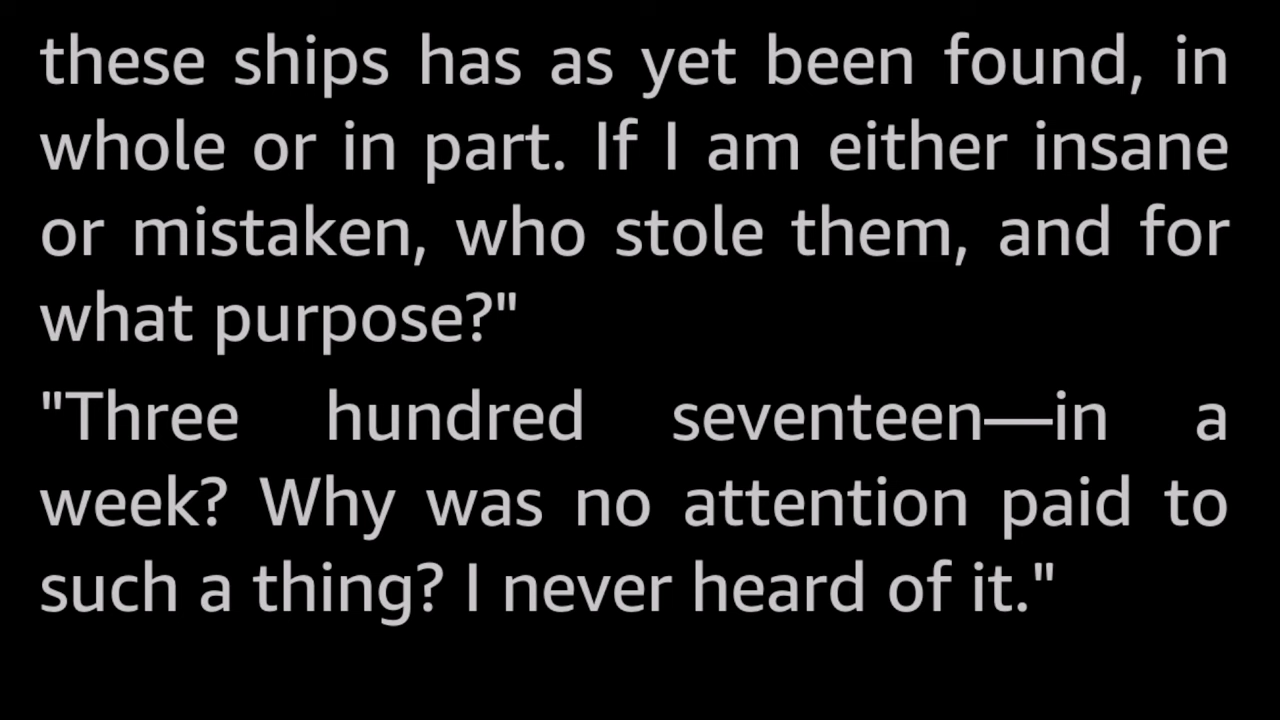 these ships has as yet been found, in
whole or in part. If I am either insane
or mistaken, who stole them, and for
what purpose?"
"Three hundred seventeen—in a
week? Why was no attention paid to
such a thing? I never heard of it."